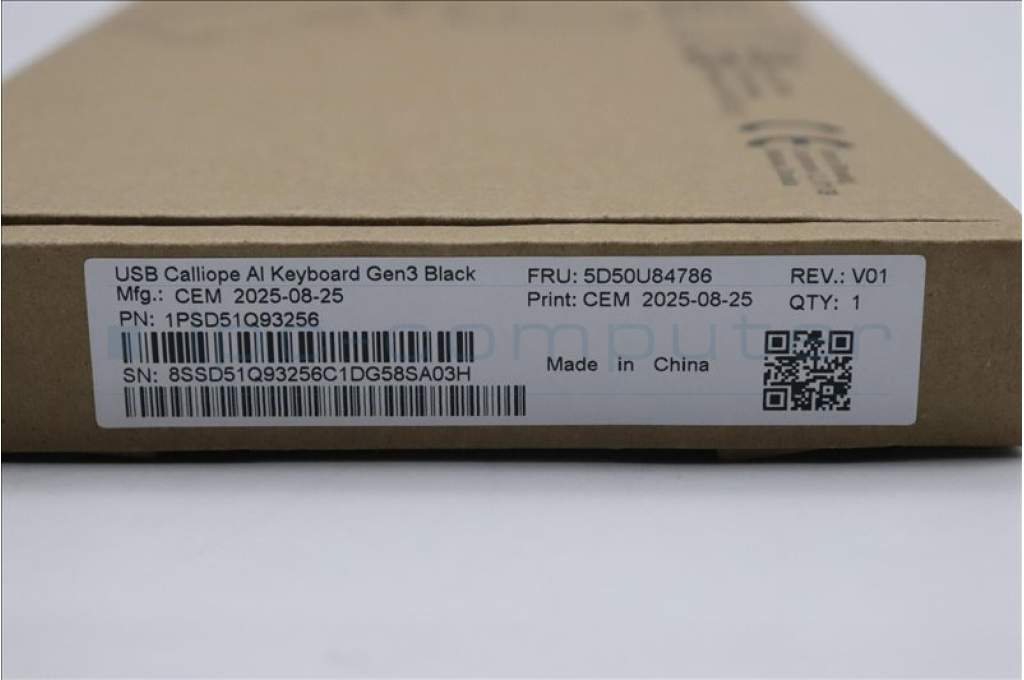 USB Calliope AI Keyboard Gen3 Black FRU: 5D50U84786 REV.: V01
Mfg.: CEM 2025-08-25 Print: CEM 2025-08-25 QTY: 1
PN: 1PSD51Q93256
computer
Made in China
SN: 8SSD51Q93256C1DG58SA03H